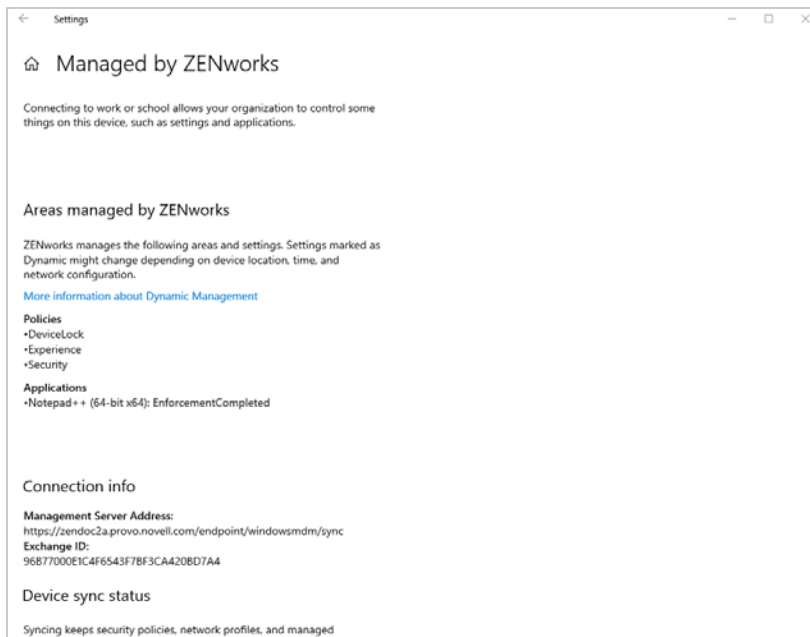 Settings
Managed by ZENworks
Connecting to work or school allows your organization to control some
things on this device, such as settings and applications.
Areas managed by ZENworks
ZENworks manages the following areas and settings. Settings marked as
Dynamic might change depending on device location, time, and
network configuration.
More information about Dynamic Management
Policies
•DeviceLock
•Experience
•Security
Applications
•Notepad++ (64-bit x64): EnforcementCompleted
Connection info
Management Server Address:
https://zendoc2a.provo.novell.com/endpoint/windowsmdm/sync
Exchange ID:
96B77000E1C4F6543F7BF3CA420BD7A4
Device sync status
Syncing keeps security policies, network profiles, and managed